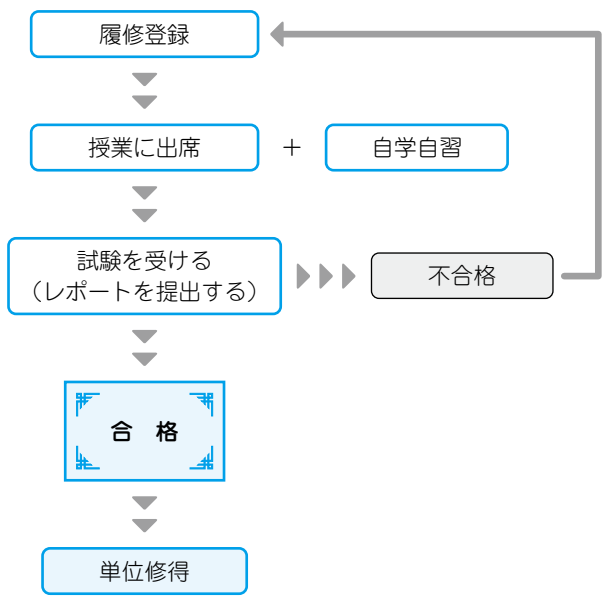 履修登録
授業に出席 + 自学自習
試験を受ける
(レポートを提出する)
不合格
合 格
単位修得